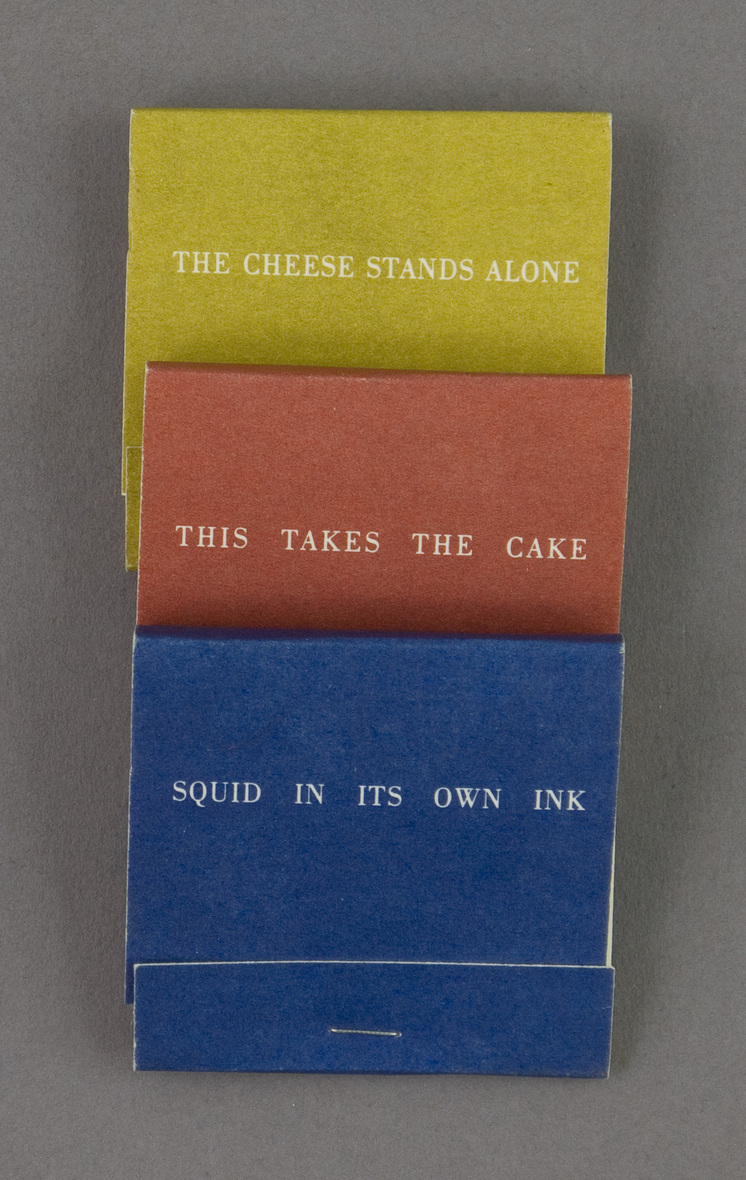 THE CHEESE STANDS ALONE
THIS TAKES THE CAKE
SQUID IN ITS OWN INK